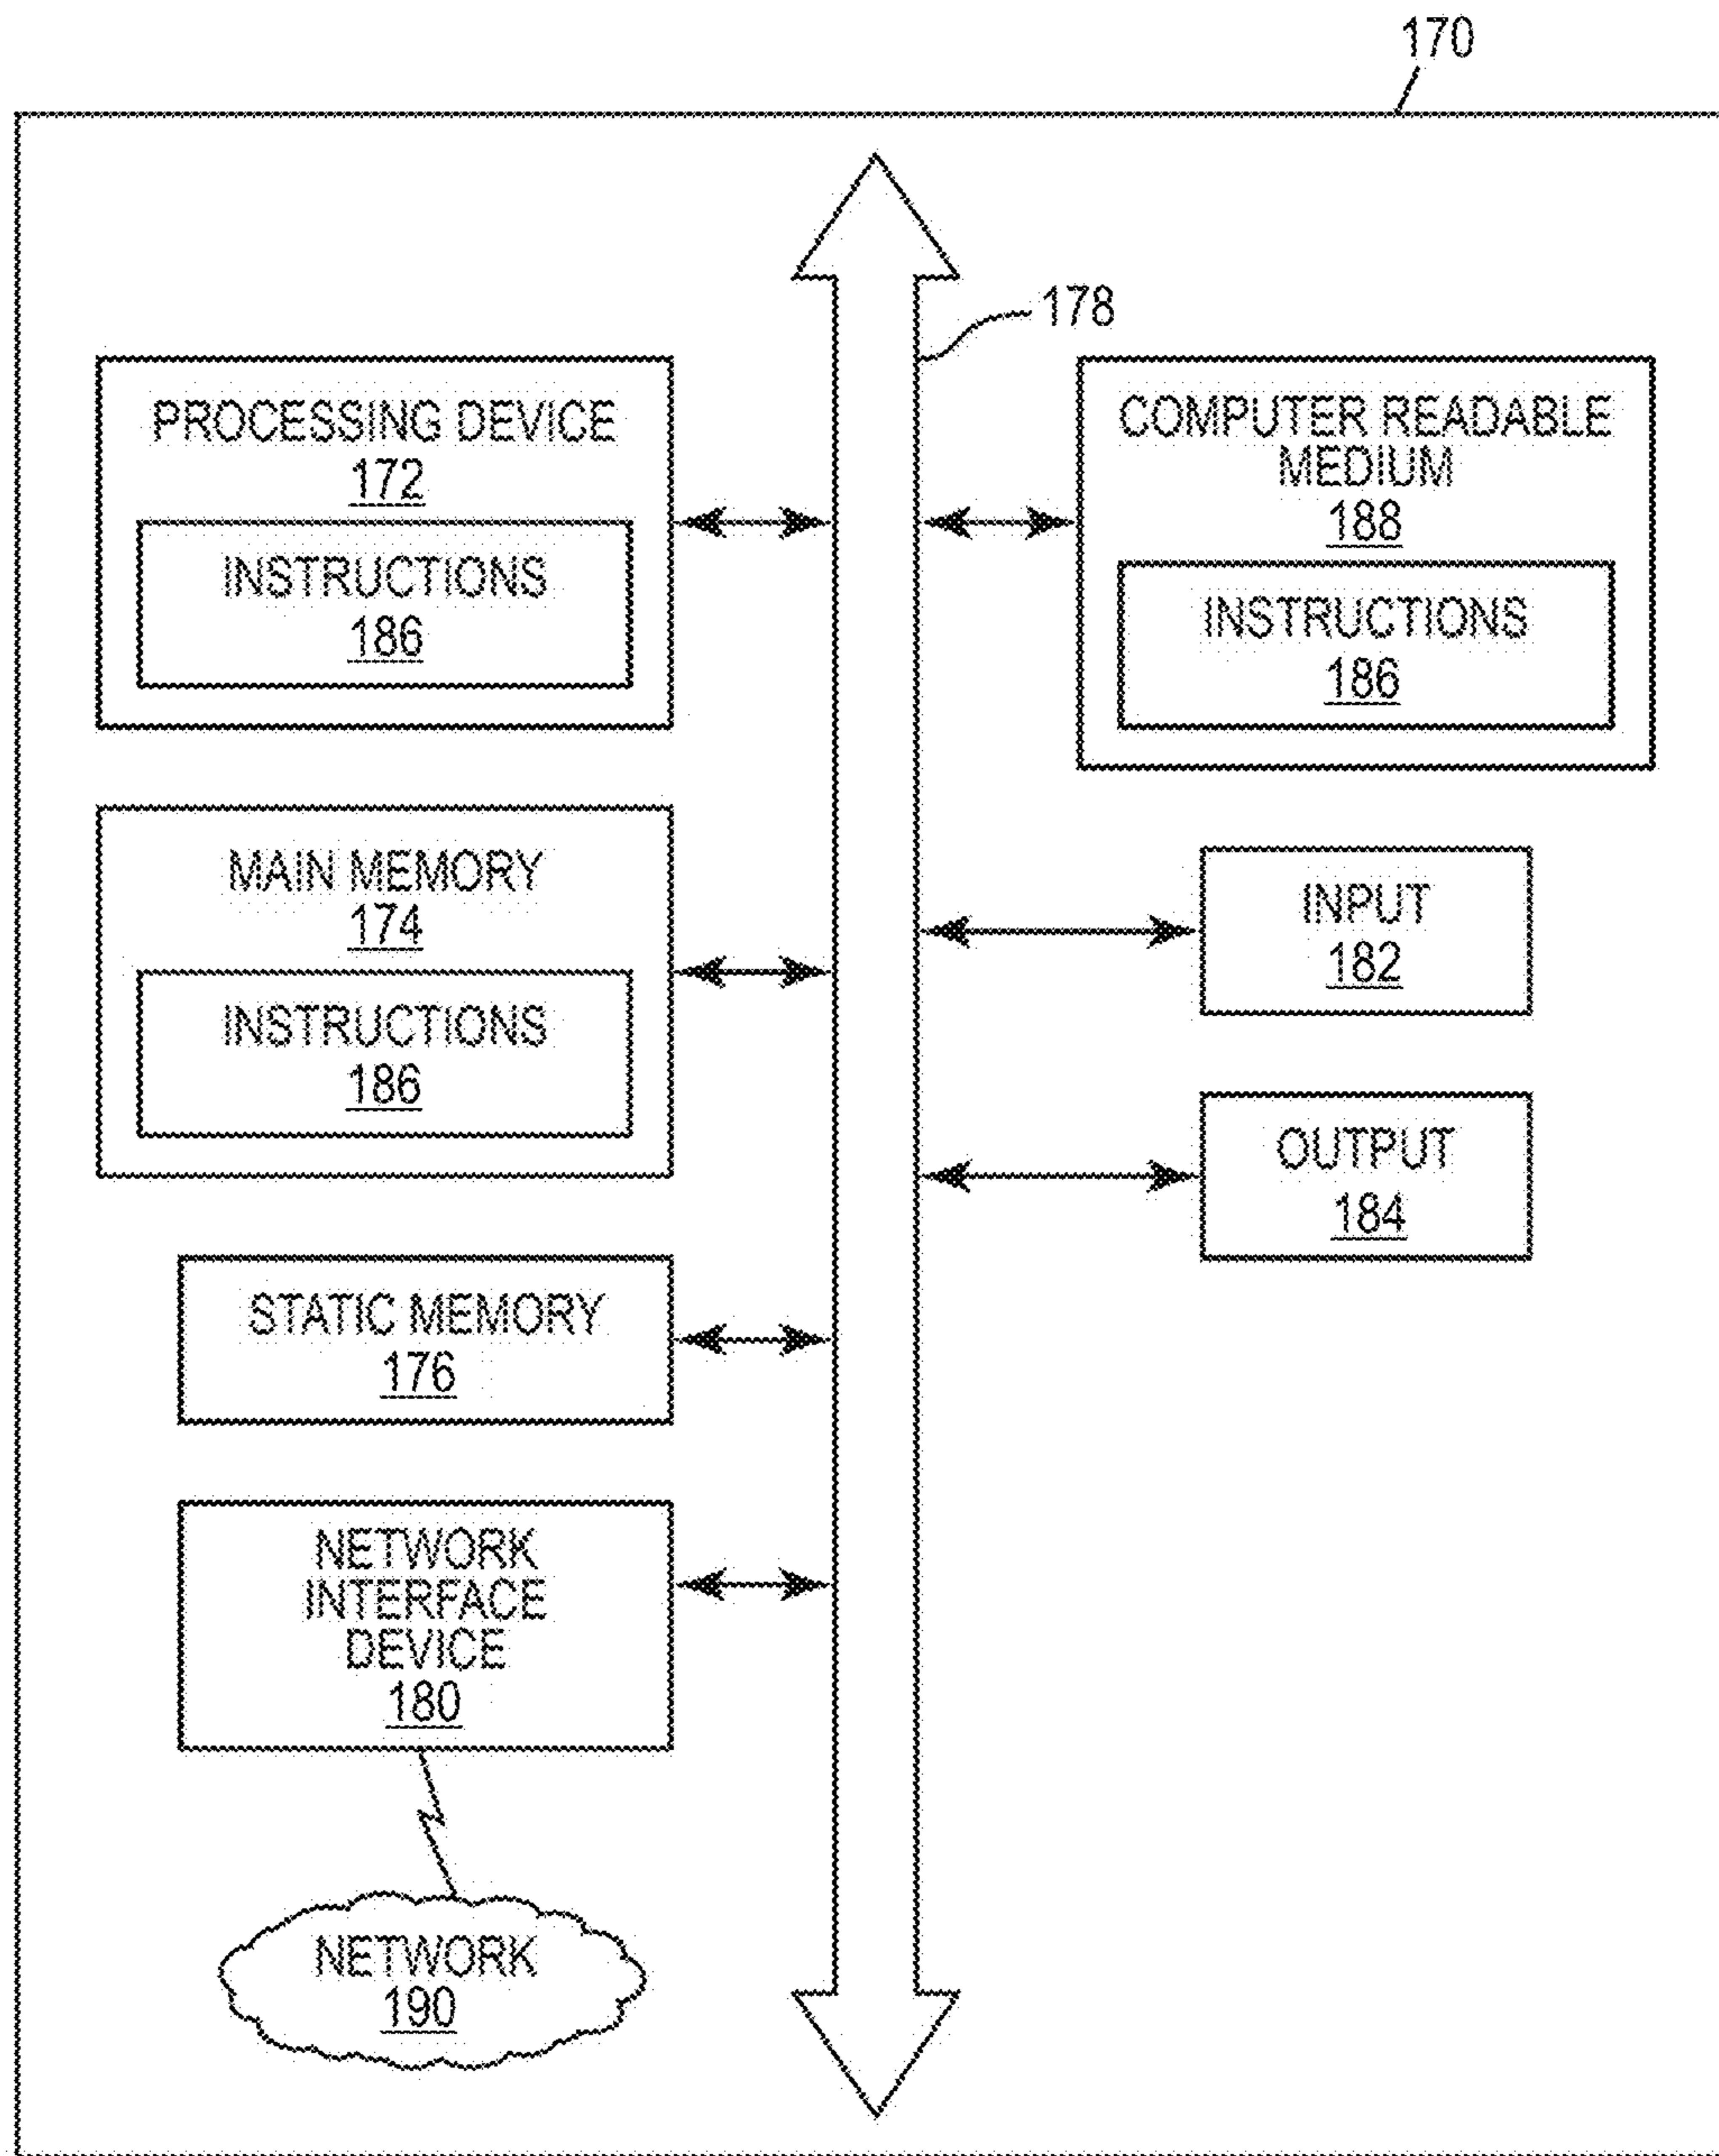 170
178
PROCESSING DEVICE
172
INSTRUCTIONS
186
COMPUTER READABLE
MEDIUM
188
INSTRUCTIONS
186
MAIN MEMORY
174
INSTRUCTIONS
186
INPUT
182
OUTPUT
184
STATIC MEMORY
176
NETWORK
INTERFACE
DEVICE
180
NETWORK
190